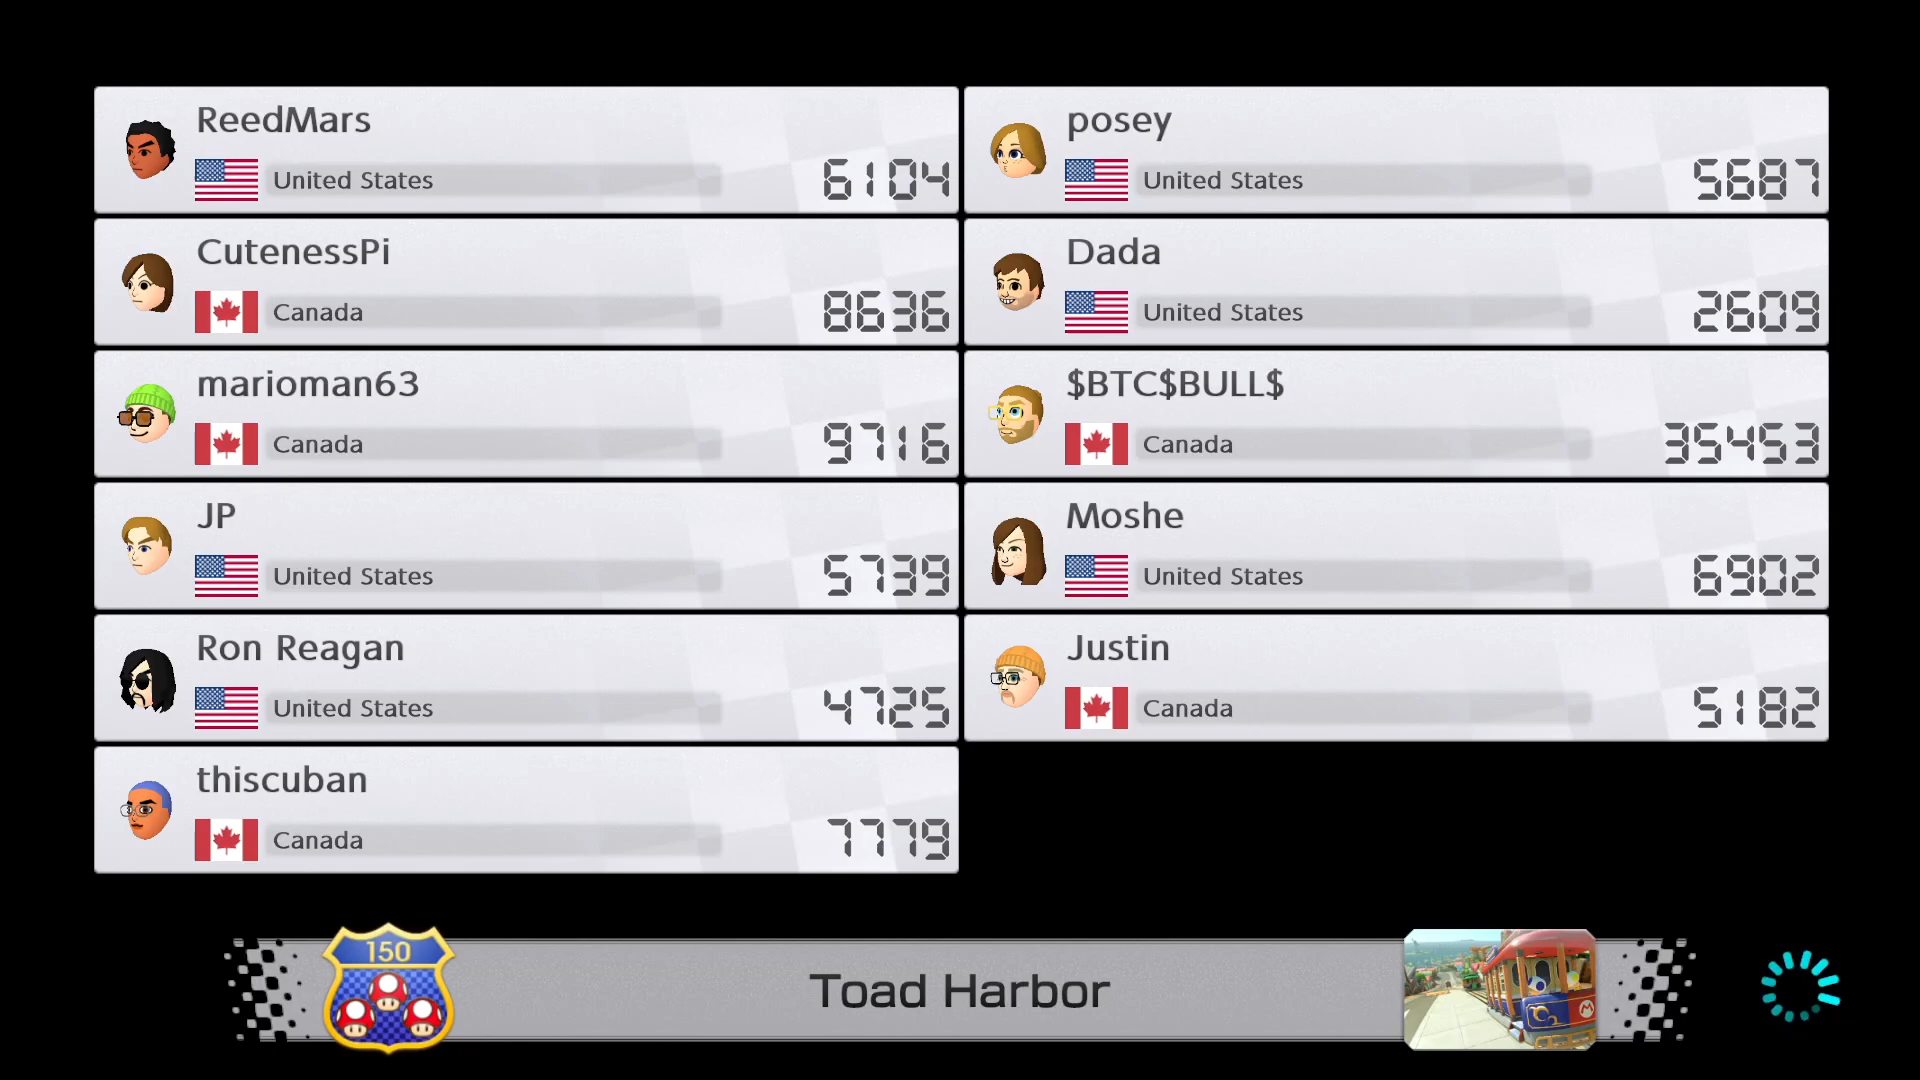 ReedMars
United States 6104
posey
United States 5687
CutenessPi
Canada 8636
Dada
United States 2609
marioman63
Canada 9716
$BTC$BULL$
Canada 35453
JP
United States 5739
Moshe
United States 6902
Ron Reagan
United States 4725
Justin
Canada 5182
thiscuban
Canada 7779
150
Toad Harbor
M